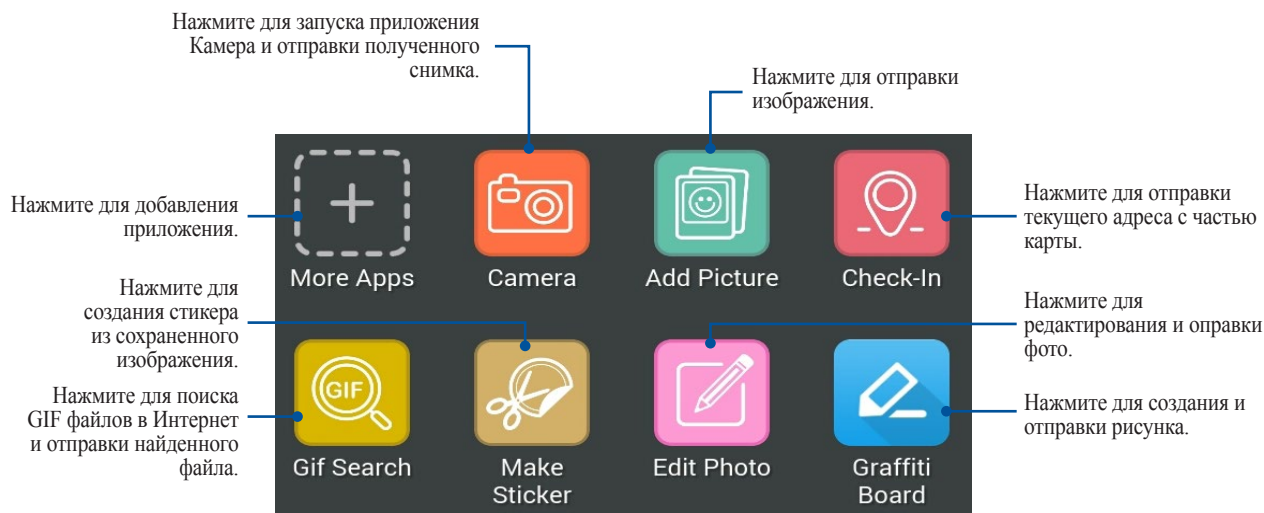 Нажмите для запуска приложения
Камера и отправки полученного
снимка.
Нажмите для отправки
изображения.
Нажмите для добавления
приложения.
Нажмите для отправки
текущего адреса с частью
карты.
More Apps
Camera
Add Picture
Check-In
Нажмите для
создания стикера
из сохраненного
изображения.
Нажмите для
редактирования и оправки
фото.
Нажмите для поиска
GIF файлов в Интернет
и отправки найденного
файла.
GIF
Нажмите для создания и
отправки рисунка.
Gif Search
Make
Sticker
Edit Photo
Graffiti
Board